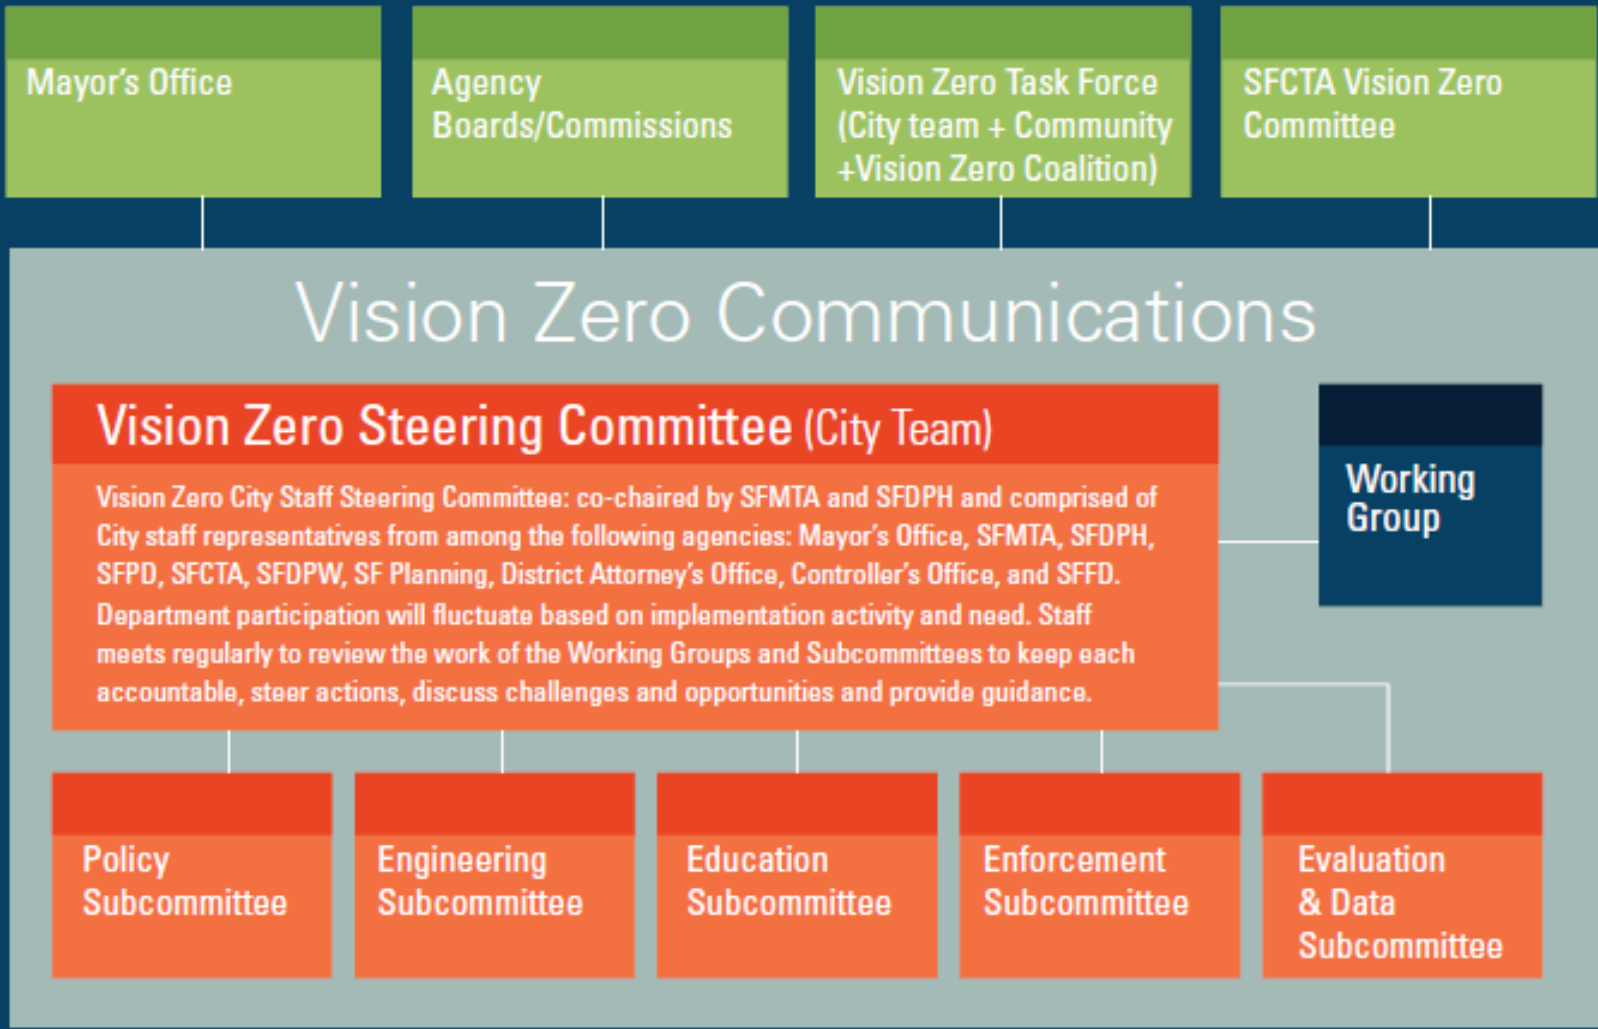 Mayor's Office
Agency
Boards/Commissions
Vision Zero Task Force
(City team + Community
+Vision Zero Coalition)
SFCTA Vision Zero
Committee
Vision Zero Communications
Vision Zero Steering Committee (City Team)
Vision Zero City Staff Steering Committee: co-chaired by SFMTA and SFDPH and comprised of
City staff representatives from among the following agencies: Mayor's Office, SFMTA, SFDPH,
SFPD, SFCTA, SFDPW, SF Planning, District Attorney's Office, Controller's Office, and SFFD.
Department participation will fluctuate based on implementation activity and need. Staff
meets regularly to review the work of the Working Groups and Subcommittees to keep each
accountable, steer actions, discuss challenges and opportunities and provide guidance.
Working
Group
Policy
Subcommittee
Engineering
Subcommittee
Education
Subcommittee
Enforcement
Subcommittee
Evaluation
& Data
Subcommittee